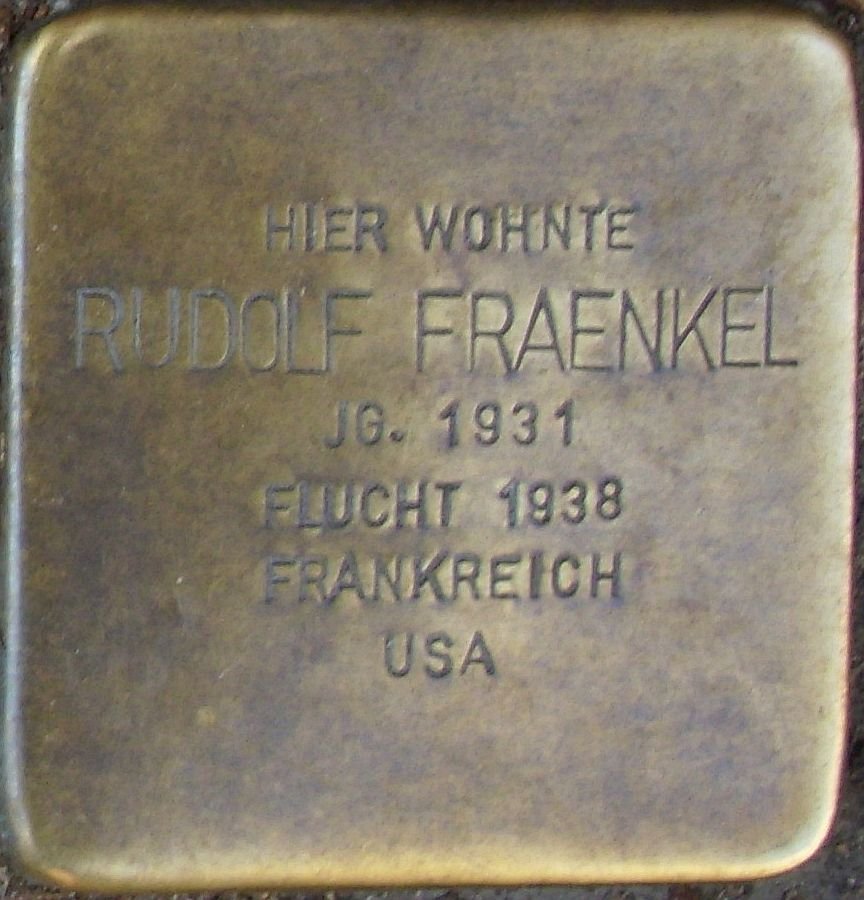 HIER WOHNTE
RUDOLF FRAENKEL
JG. 1931
FLUCHT 1938
FRANKREICH
USA